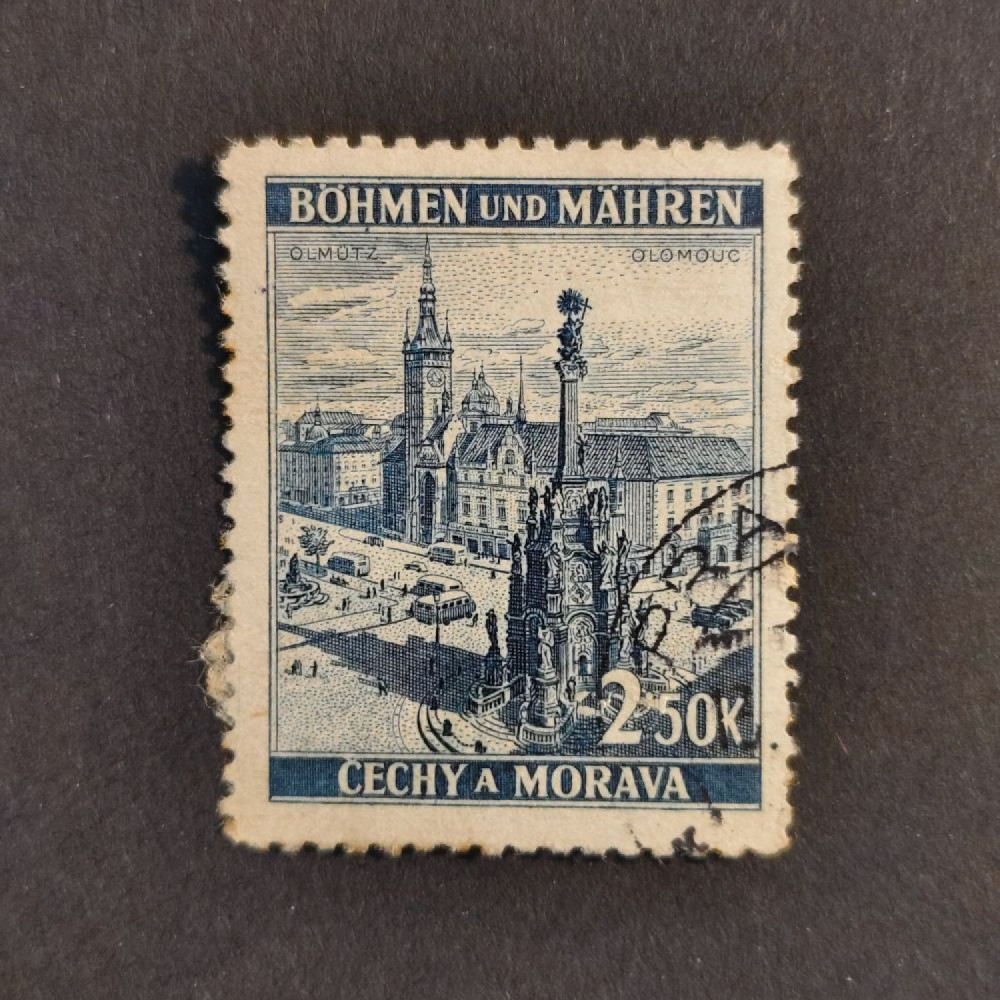 BÖHMEN UND MÄHREN
OLMÜTZ OLOMOUC
2·50K
ČECHY A MORAVA